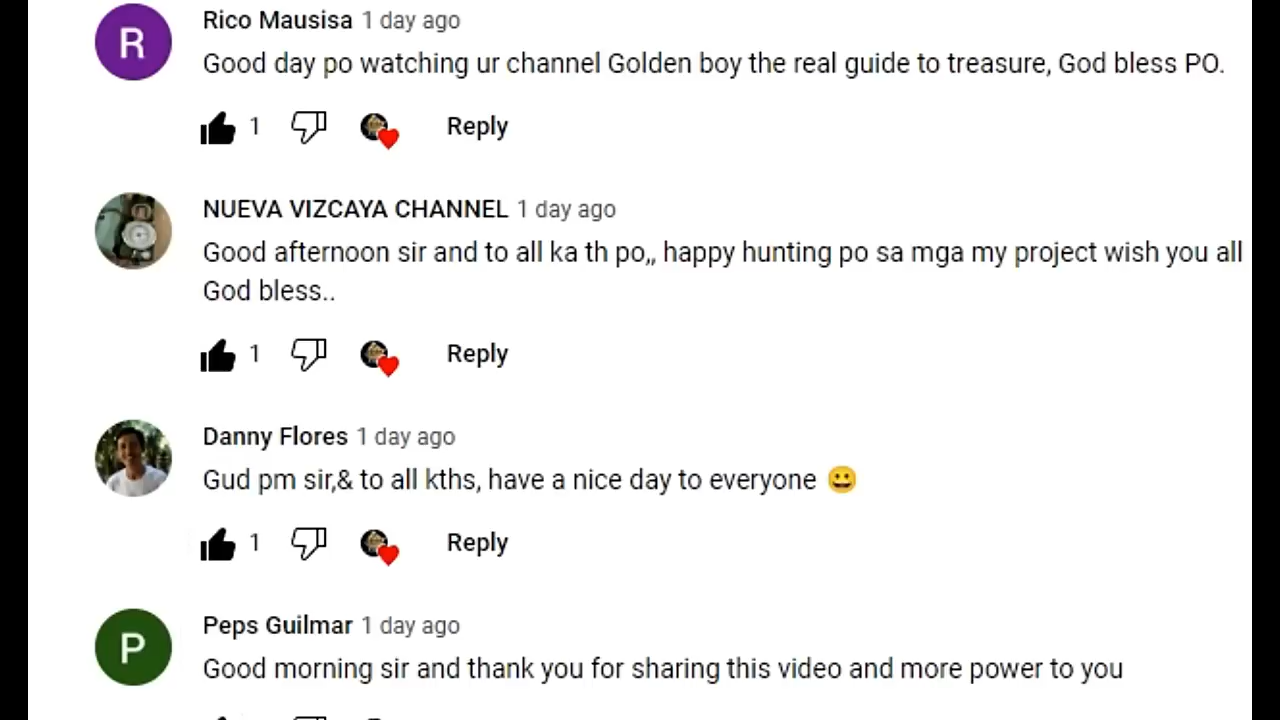 R
Rico Mausisa 1 day ago
Good day po watching ur channel Golden boy the real guide to treasure, God bless PO.
1 Reply
NUEVA VIZCAYA CHANNEL 1 day ago
Good afternoon sir and to all ka th po,, happy hunting po sa mga my project wish you all
God bless..
1 Reply
Danny Flores 1 day ago
Gud pm sir,& to all kths, have a nice day to everyone 😀
1 Reply
P
Peps Guilmar 1 day ago
Good morning sir and thank you for sharing this video and more power to you